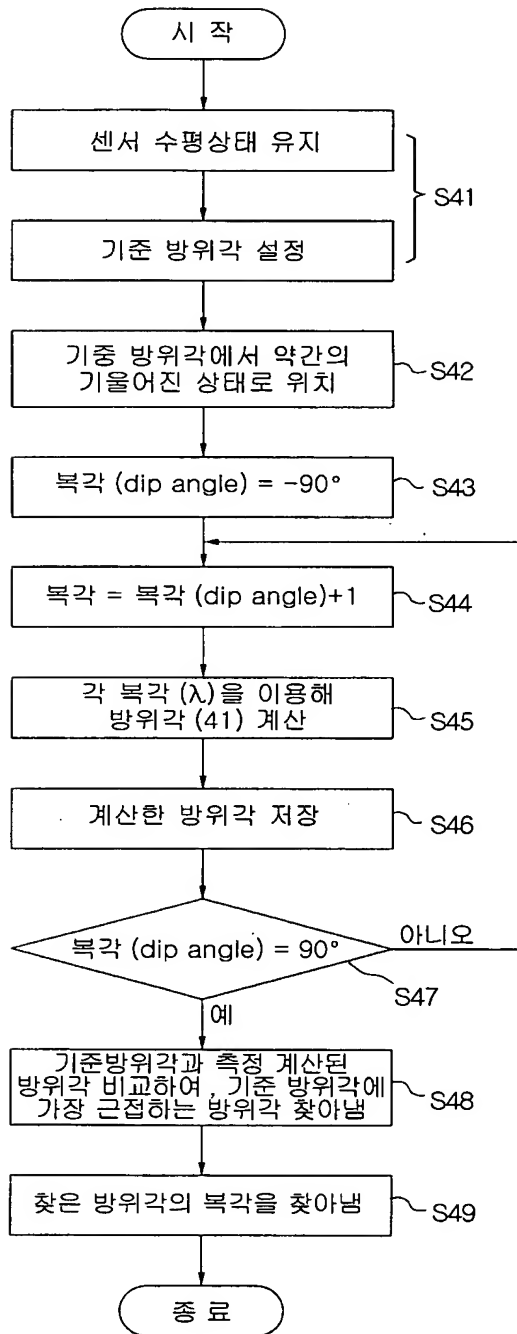 시 작
센서 수평상태 유지
S41
기준 방위각 설정
기중 방위각에서 약간의
기울어진 상태로 위치
S42
복각 (dip angle) = -90°
S43
복각 = 복각 (dip angle)+1
S44
각 복각 (λ)을 이용해
방위각 (41) 계산
S45
계산한 방위각 저장
S46
복각 (dip angle) = 90°
아니오
S47
예
기준방위각과 측정 계산된
방위각 비교하여, 기준 방위각에
가장 근접하는 방위각 찾아냄
S48
찾은 방위각의 복각을 찾아냄
S49
종 료